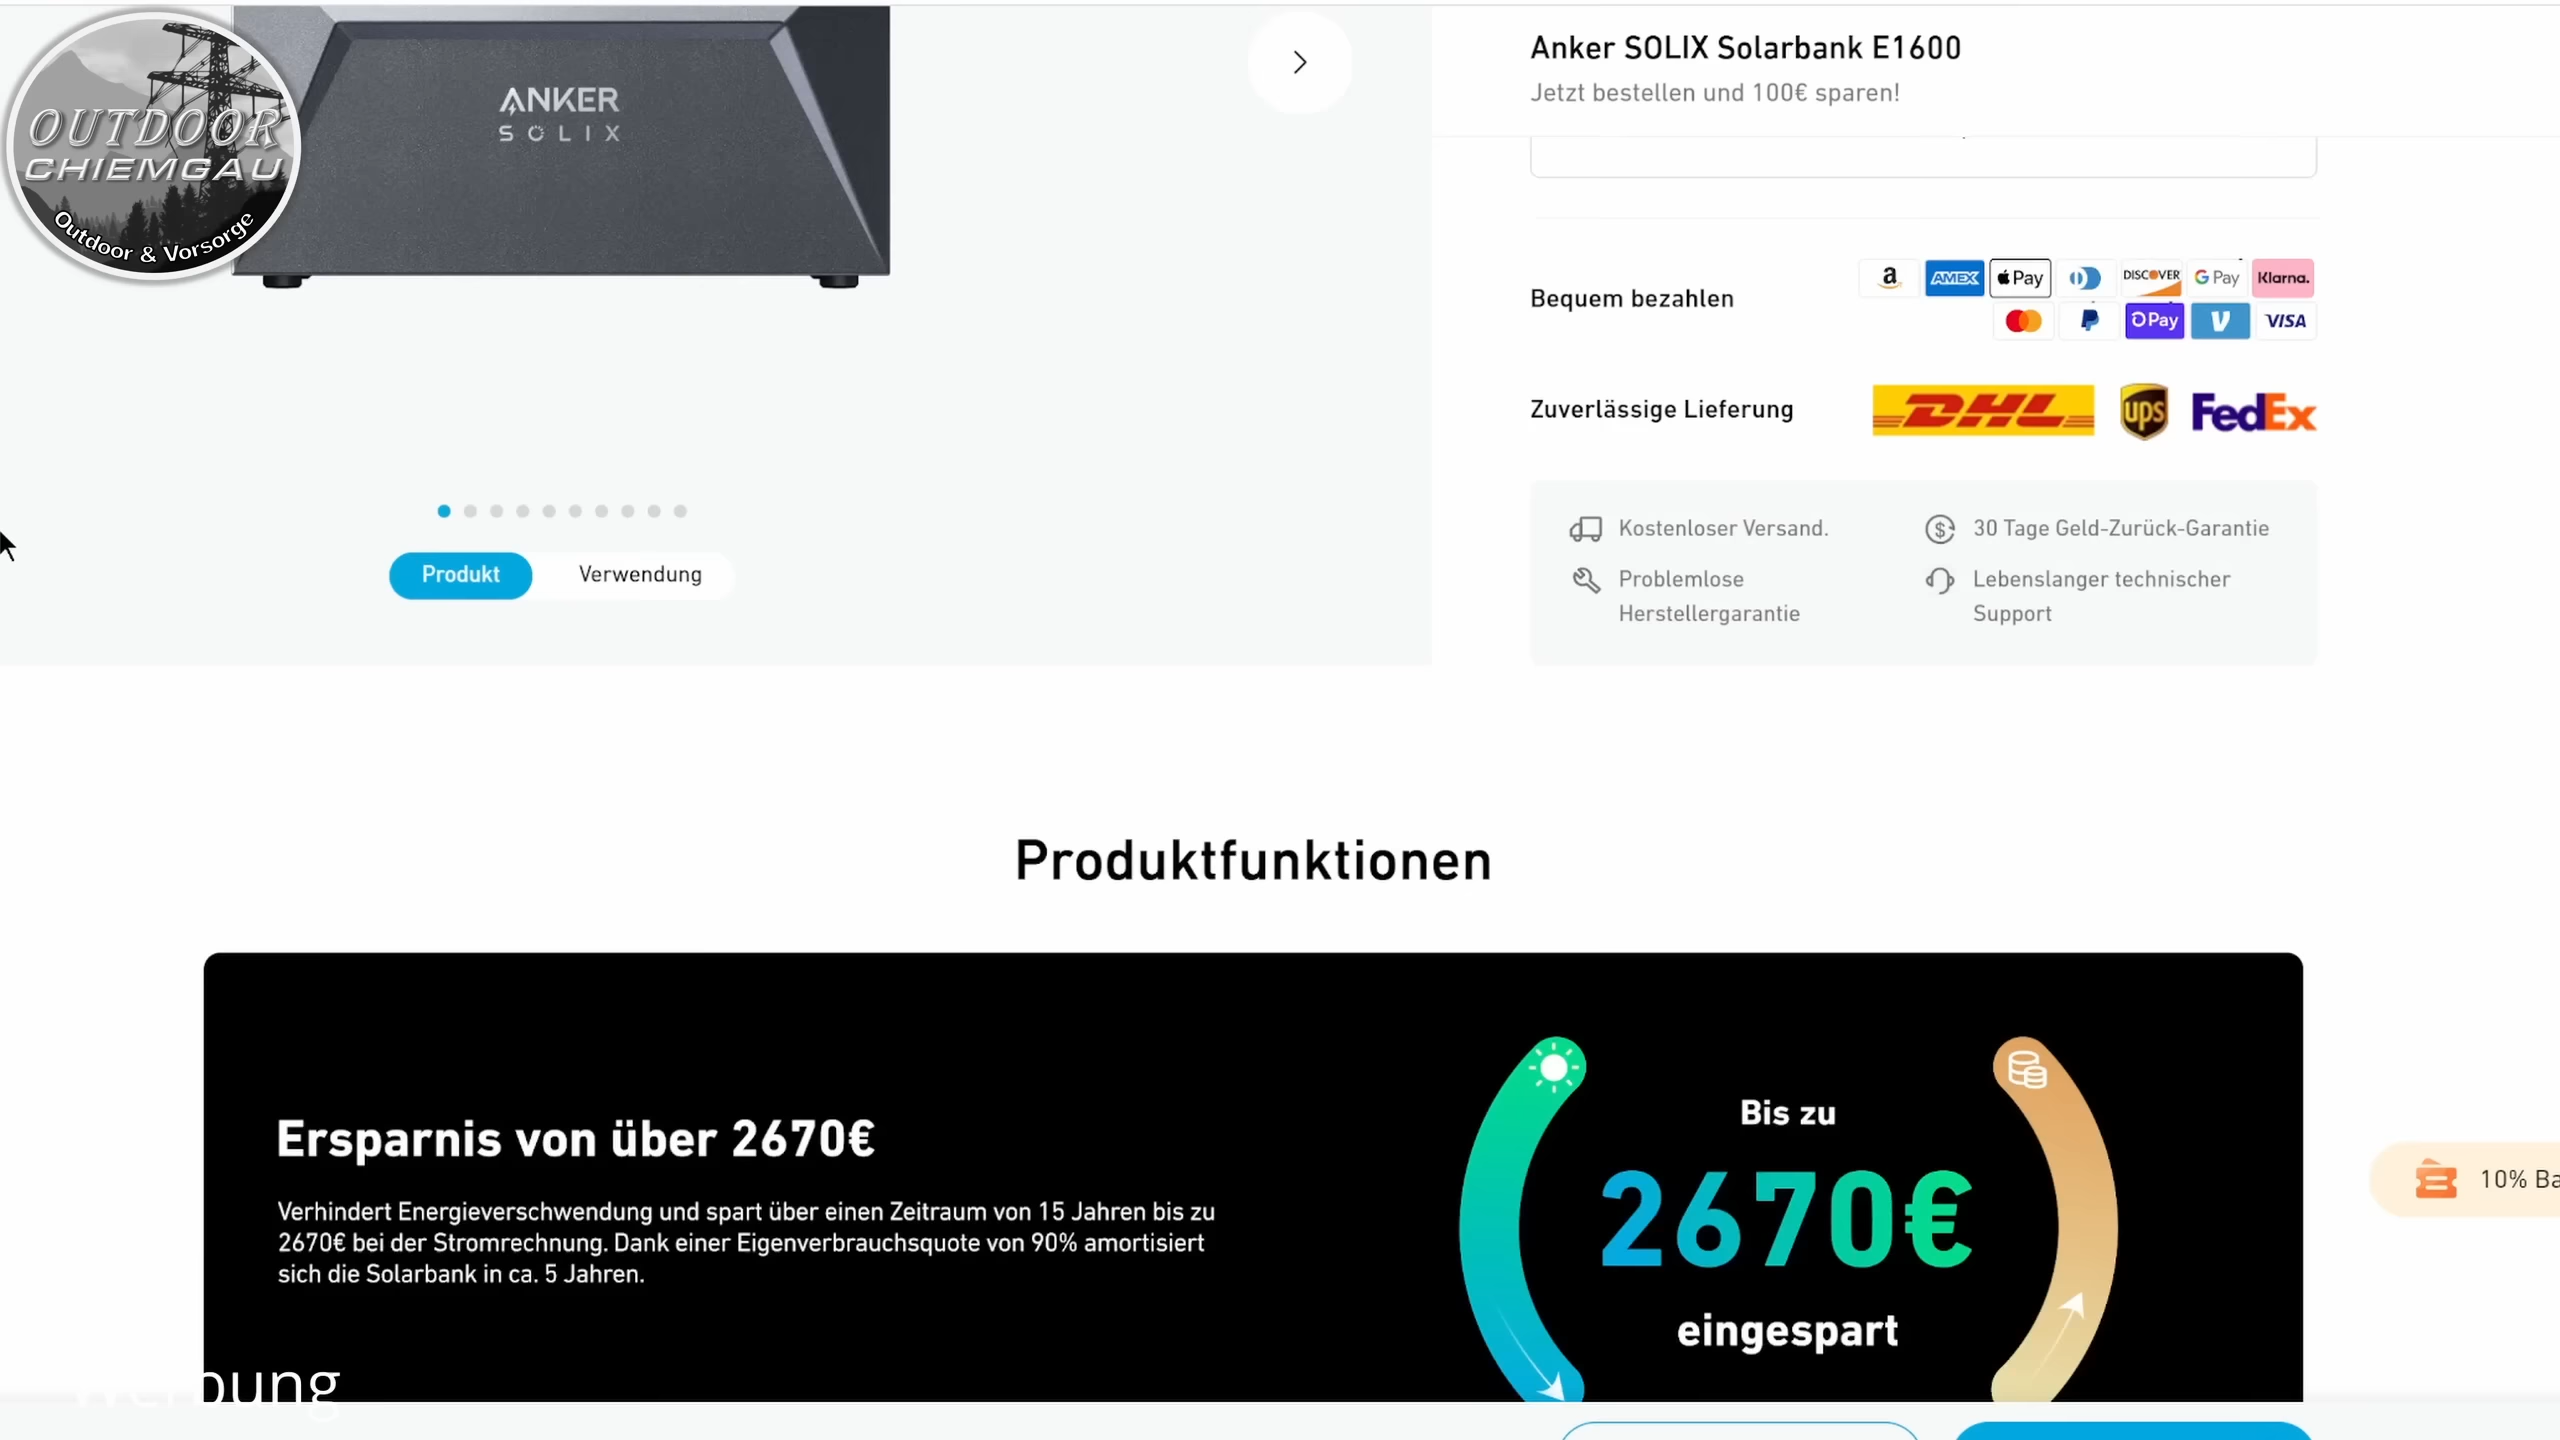 OUTDOOR
CHIEMGAU
Outdoor & Vorsorge
ANKER
SOLIX
Produkt
Verwendung
Anker SOLIX Solarbank E1600
Jetzt bestellen und 100€ sparen!
Bequem bezahlen
a
AMEX
Pay
DISCOVER
G Pay
Klarna.
Pay
V
VISA
Zuverlässige Lieferung
DHL
ups
FedEx
Kostenloser Versand.
30 Tage Geld-Zurück-Garantie
Problemlose
Herstellergarantie
Lebenslanger technischer
Support
Produktfunktionen
Ersparnis von über 2670€
Verhindert Energieverschwendung und spart über einen Zeitraum von 15 Jahren bis zu
2670€ bei der Stromrechnung. Dank einer Eigenverbrauchsquote von 90% amortisiert
sich die Solarbank in ca. 5 Jahren.
Bis zu
2670€
eingespart
10% Ba
Werbung